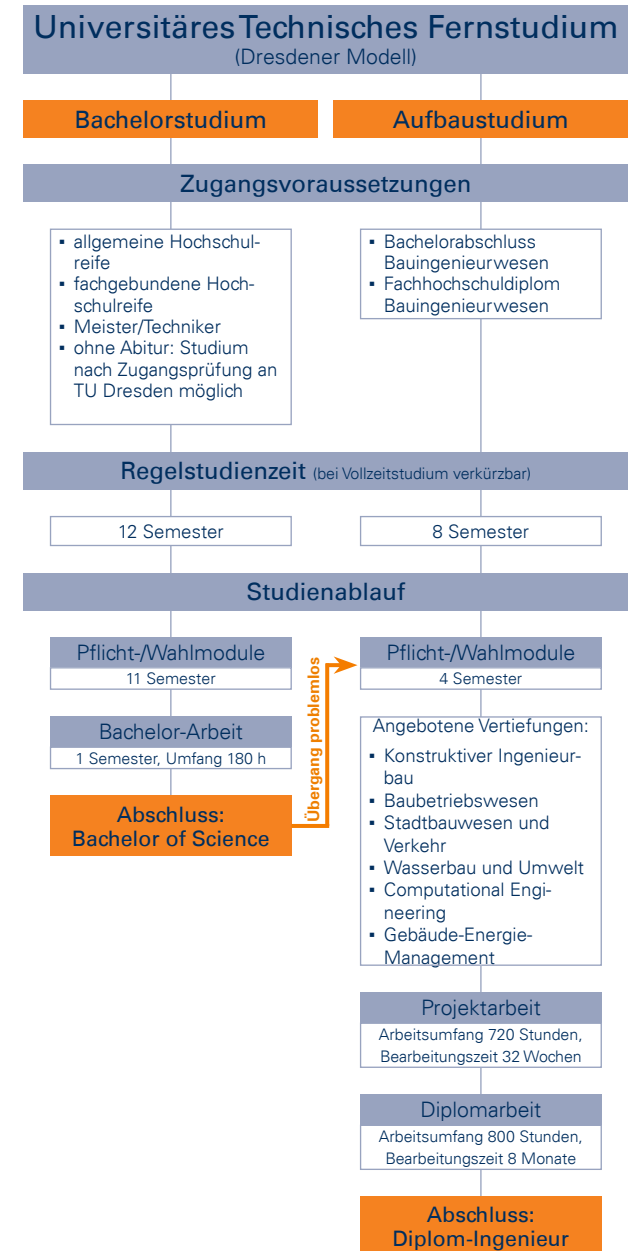 Universitäres Technisches Fernstudium
(Dresdener Modell)
Bachelorstudium
Aufbaustudium
Zugangsvoraussetzungen
▪ allgemeine Hochschul-
reife
▪ fachgebundene Hoch-
schulreife
▪ Meister/Techniker
▪ ohne Abitur: Studium
nach Zugangsprüfung an
TU Dresden möglich
▪ Bachelorabschluss
Bauingenieurwesen
▪ Fachhochschuldiplom
Bauingenieurwesen
Regelstudienzeit (bei Vollzeitstudium verkürzbar)
12 Semester
8 Semester
Studienablauf
Pflicht-/Wahlmodule
11 Semester
Bachelor-Arbeit
1 Semester, Umfang 180 h
Abschluss:
Bachelor of Science
Übergang problemlos
Pflicht-/Wahlmodule
4 Semester
Angebotene Vertiefungen:
▪ Konstruktiver Ingenieur-
bau
▪ Baubetriebswesen
▪ Stadtbauwesen und
Verkehr
▪ Wasserbau und Umwelt
▪ Computational Engi-
neering
▪ Gebäude-Energie-
Management
Projektarbeit
Arbeitsumfang 720 Stunden,
Bearbeitungszeit 32 Wochen
Diplomarbeit
Arbeitsumfang 800 Stunden,
Bearbeitungszeit 8 Monate
Abschluss:
Diplom-Ingenieur